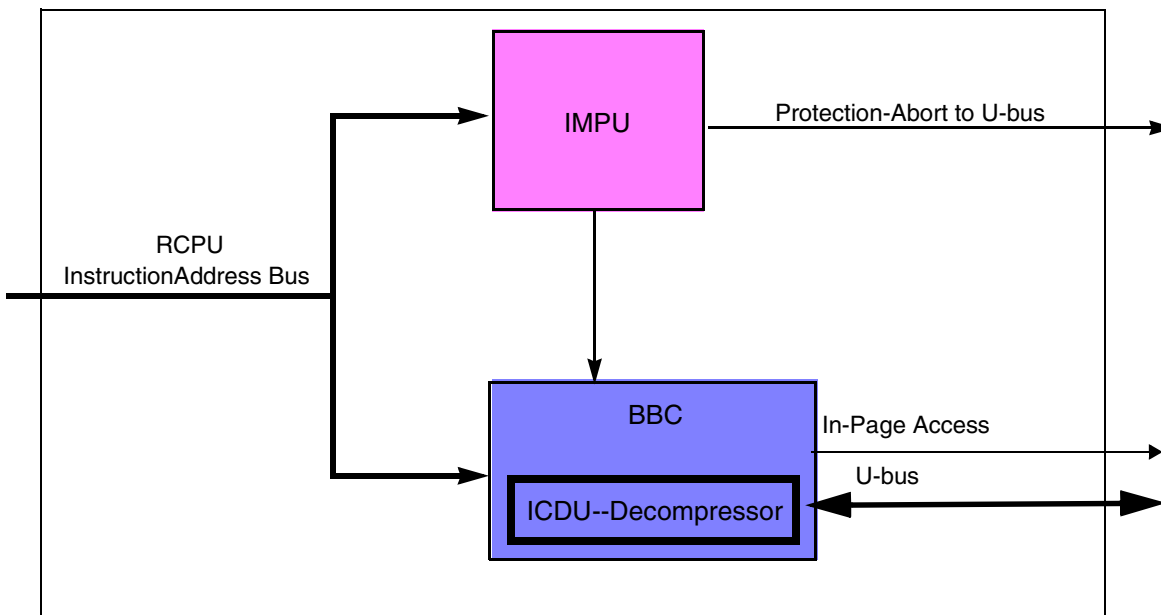 IMPU
Protection-Abort to U-bus
RCPU
InstructionAddress Bus
BBC
In-Page Access
U-bus
ICDU--Decompressor